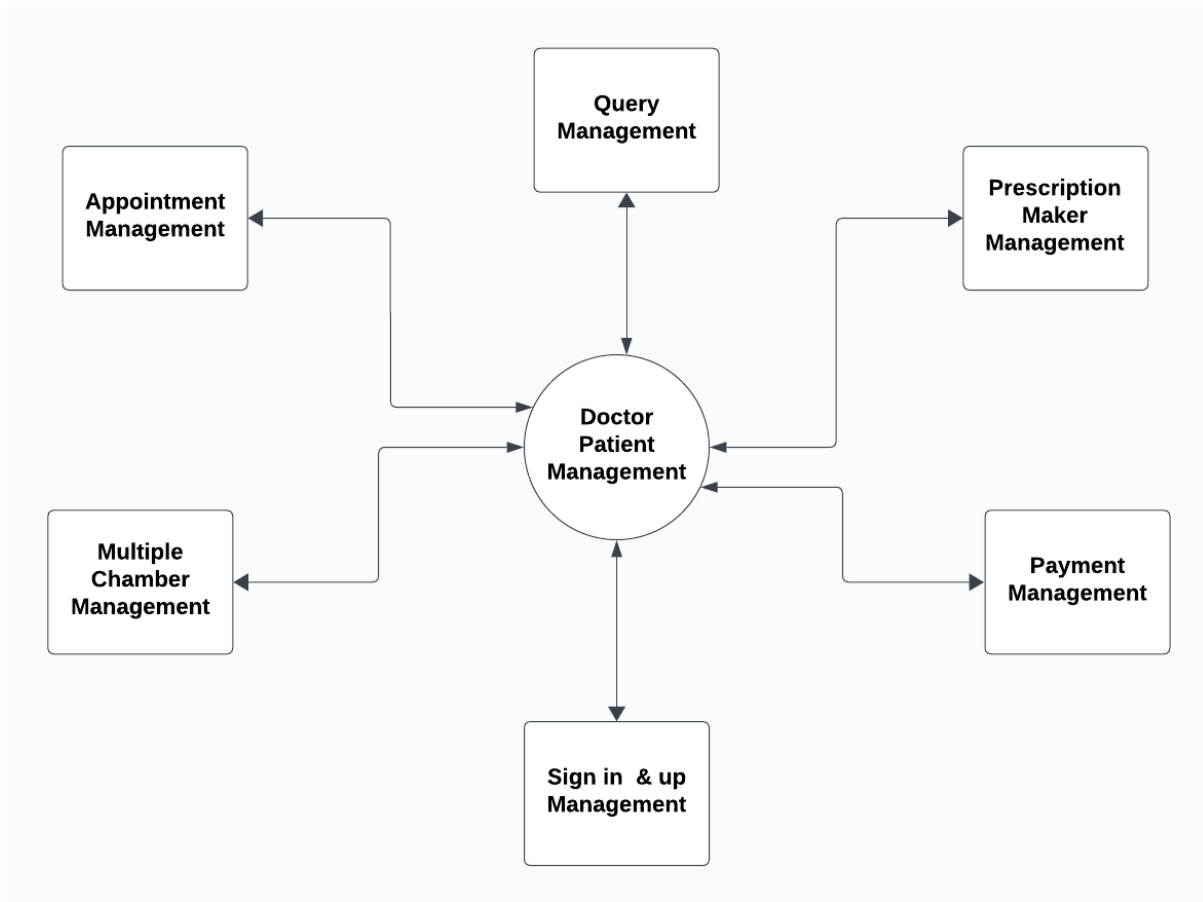 Query
Management
Appointment
Management
Prescription
Maker
Management
Doctor
Patient
Management
Multiple
Chamber
Management
Payment
Management
Sign in  & up
Management